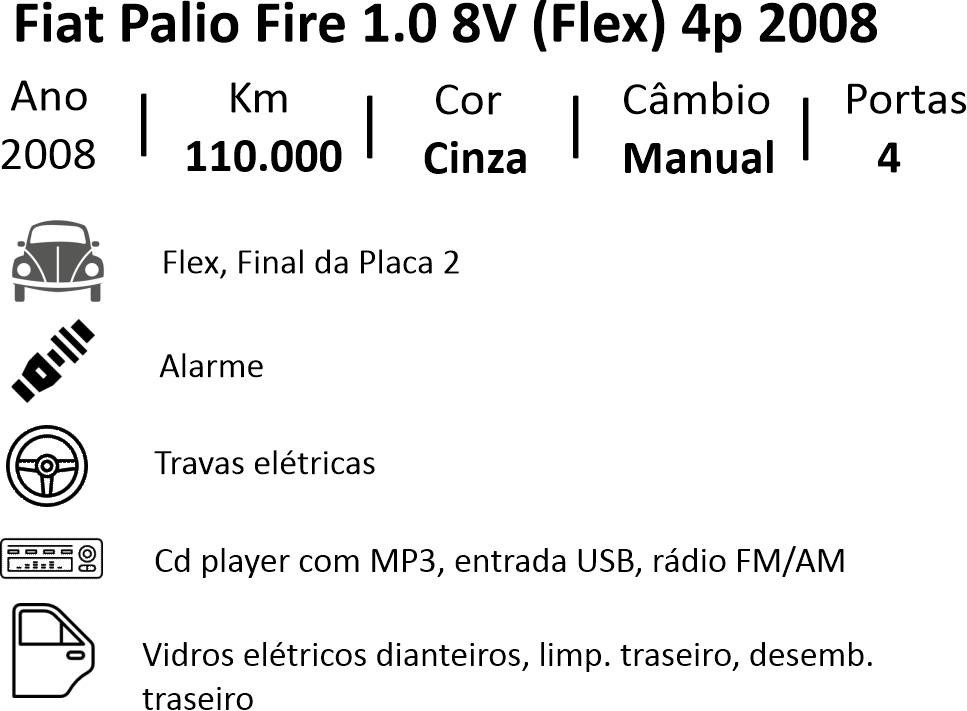 Fiat Palio Fire 1.0 8V (Flex) 4p 2008
Ano Km Cor Câmbio Portas
2008 110.000 Cinza Manual 4
Flex, Final da Placa 2
Alarme
Travas elétricas
Cd player com MP3, entrada USB, rádio FM/AM
Vidros elétricos dianteiros, limp. traseiro, desemb.
traseiro